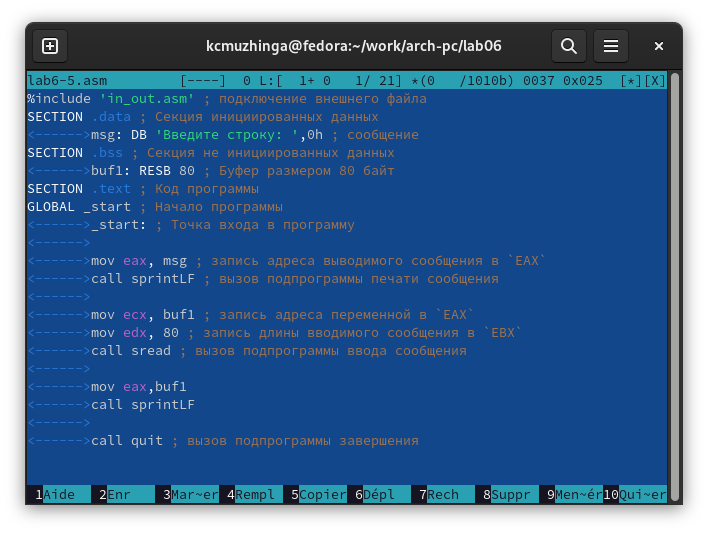 kcmuzhinga@fedora:~/work/arch-pc/lab06
lab6-5.asm [----] 0 L:[ 1+ 0 1/ 21] *(0 /1010b) 0037 0x025 [*][X]
%include 'in_out.asm' ; подключение внешнего файла
SECTION .data ; Секция инициированных данных
<------>msg: DB 'Введите строку: ',0h ; сообщение
SECTION .bss ; Секция не инициированных данных
<------>buf1: RESB 80 ; Буфер размером 80 байт
SECTION .text ; Код программы
GLOBAL _start ; Начало программы
<------>_start: ; Точка входа в программу
<------>
<------>mov eax, msg ; запись адреса выводимого сообщения в `EAX`
<------>call sprintLF ; вызов подпрограммы печати сообщения
<------>
<------>mov ecx, buf1 ; запись адреса переменной в `EAX`
<------>mov edx, 80 ; запись длины вводимого сообщения в `EBX`
<------>call sread ; вызов подпрограммы ввода сообщения
<------>
<------>mov eax,buf1
<------>call sprintLF
<------>
<------>call quit ; вызов подпрограммы завершения
1Aide 2Enr 3Mar~er 4Rempl 5Copier 6Dépl 7Rech 8Suppr 9Men~ér 10Qui~er